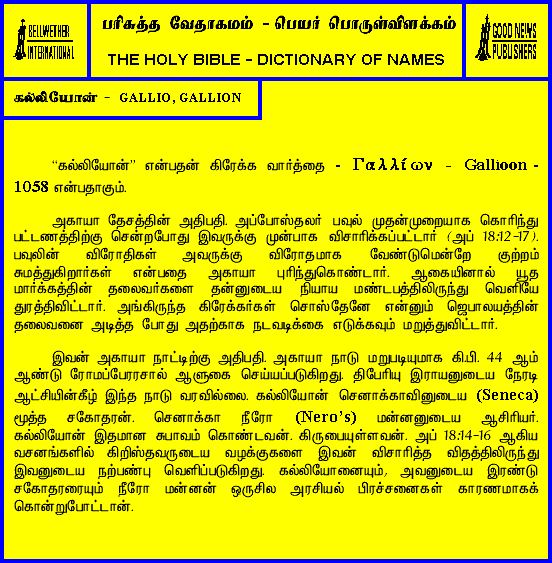 BELLWETHER
INTERNATIONAL
பரிசுத்த வேதாகமம் - பெயர் பொருள்விளக்கம்
THE HOLY BIBLE - DICTIONARY OF NAMES
GOOD NEWS
PUBLISHERS
கல்லியோன் - GALLIO, GALLION
“கல்லியோன்” என்பதன் கிரேக்க வார்த்தை - Γαλλίων - Gallioon -
1058 என்பதாகும்.
அகாயா தேசத்தின் அதிபதி. அப்போஸ்தலர் பவுல் முதன்முறையாக கொரிந்து
பட்டணத்திற்கு சென்றபோது இவருக்கு முன்பாக விசாரிக்கப்பட்டார் (அப் 18:12-17).
பவுலின் விரோதிகள் அவருக்கு விரோதமாக வேண்டுமென்றே குற்றம்
சுமத்துகிறார்கள் என்பதை அகாயா புரிந்துகொண்டார். ஆகையினால் யூத
மார்க்கத்தின் தலைவர்களை தன்னுடைய நியாய மண்டபத்திலிருந்து வெளியே
துரத்திவிட்டார். அங்கிருந்த கிரேக்கர்கள் சொஸ்தேனே என்னும் ஜெபாலயத்தின்
தலைவனை அடித்த போது அதற்காக நடவடிக்கை எடுக்கவும் மறுத்துவிட்டார்.
இவன் அகாயா நாட்டிற்கு அதிபதி. அகாயா நாடு மறுபடியுமாக கி.பி. 44 ஆம்
ஆண்டு ரோமப்பேரரசால் ஆளுகை செய்யப்படுகிறது. திபேரியு இராயனுடைய நேரடி
ஆட்சியின்கீழ் இந்த நாடு வரவில்லை. கல்லியோன் செனாக்காவினுடைய (Seneca)
மூத்த சகோதரன். செனாக்கா நீரோ (Nero's) மன்னனுடைய ஆசிரியர்.
கல்லியோன் இதமான சுபாவம் கொண்டவன். கிருபையுள்ளவன். அப் 18:14-16 ஆகிய
வசனங்களில் கிறிஸ்தவருடைய வழக்குகளை இவன் விசாரித்த விதத்திலிருந்து
இவனுடைய நற்பண்பு வெளிப்படுகிறது. கல்லியோனையும், அவனுடைய இரண்டு
சகோதரரையும் நீரோ மன்னன் ஒருசில அரசியல் பிரச்சனைகள் காரணமாகக்
கொன்றுபோட்டான்.